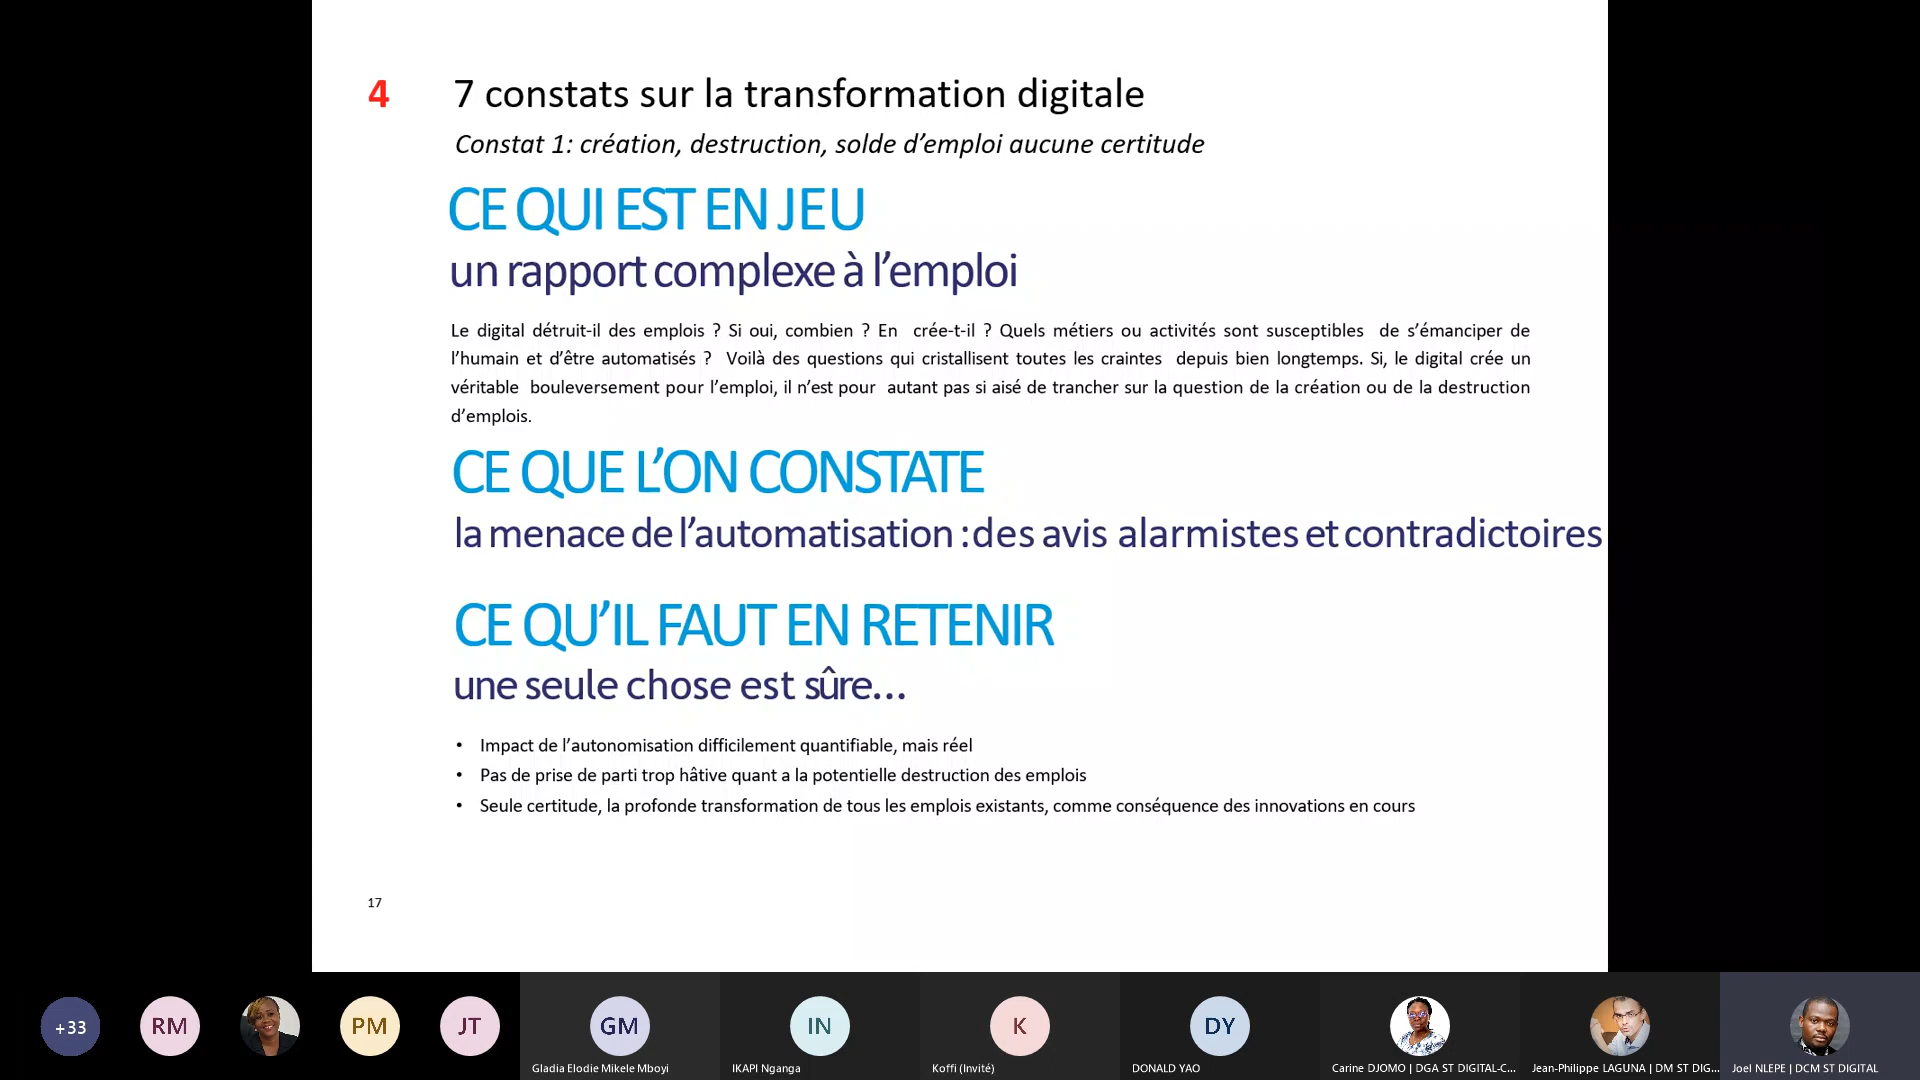 4 7 constats sur la transformation digitale
Constat 1: création, destruction, solde d’emploi aucune certitude
CE QUI EST EN JEU
un rapport complexe à l’emploi
Le digital détruit-il des emplois ? Si oui, combien ? En crée-t-il ? Quels métiers ou activités sont susceptibles de s’émanciper de
l’humain et d’être automatisés ? Voilà des questions qui cristallisent toutes les craintes depuis bien longtemps. Si, le digital crée un
véritable bouleversement pour l’emploi, il n’est pour autant pas si aisé de trancher sur la question de la création ou de la destruction
d’emplois.
CE QUE L’ON CONSTATE
la menace de l’automatisation : des avis alarmistes et contradictoires
CE QU’IL FAUT EN RETENIR
une seule chose est sûre…
• Impact de l’autonomisation difficilement quantifiable, mais réel
• Pas de prise de parti trop hâtive quant a la potentielle destruction des emplois
• Seule certitude, la profonde transformation de tous les emplois existants, comme conséquence des innovations en cours
17
+33 RM PM JT GM IN K DY
Gladia Elodie Mikele Mboyi IKAPI Nganga Koffi (Invité) DONALD YAO Carine DJOMO | DGA ST DIGITAL-C... Jean-Philippe LAGUNA | DM ST DIG... Joel NLEPE | DCM ST DIGITAL